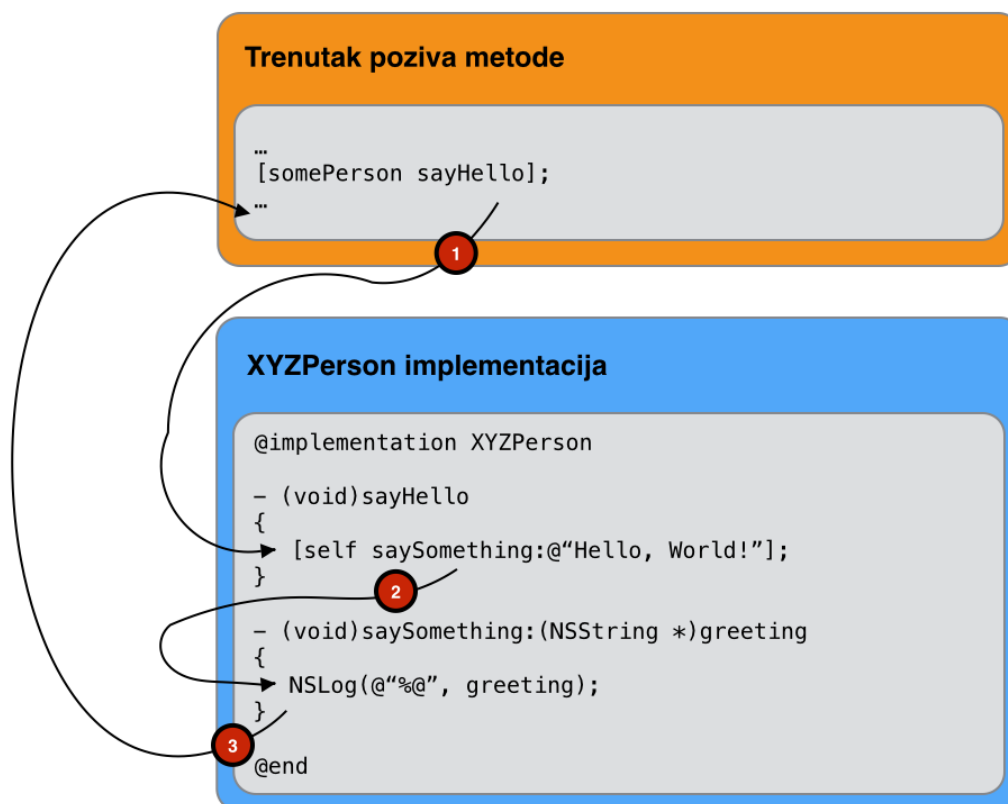 Trenutak poziva metode
…
[somePerson sayHello];
…
1
XYZPerson implementacija
@implementation XYZPerson
– (void)sayHello
{
[self saySomething:@“Hello, World!”];
}
2
– (void)saySomething:(NSString *)greeting
{
NSLog(@“%@”, greeting);
}
3
@end